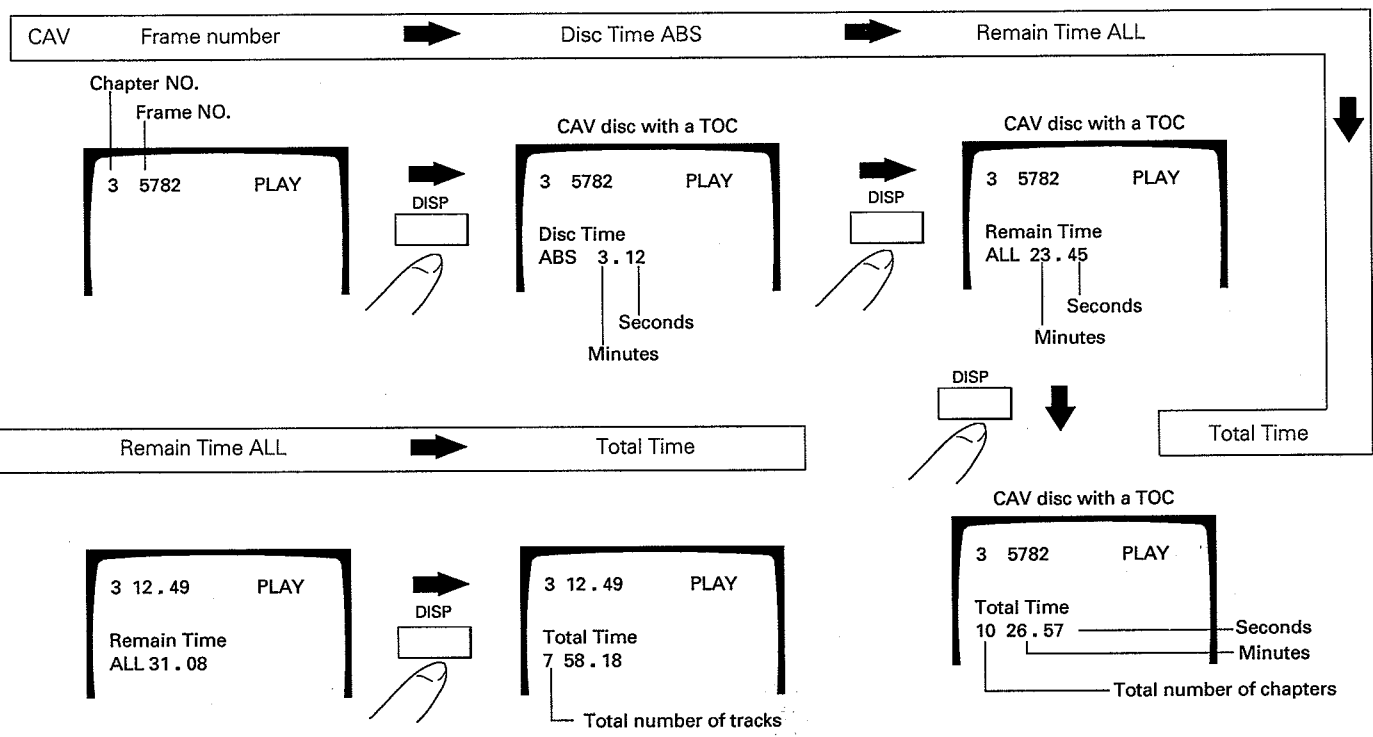 CAV Frame number Disc Time ABS Remain Time ALL
Chapter NO.
Frame NO.
3 5782 PLAY
DISP
CAV disc with a TOC
3 5782 PLAY
Disc Time
ABS 3.12
Seconds
Minutes
DISP
CAV disc with a TOC
3 5782 PLAY
Remain Time
ALL 23.45
Seconds
Minutes
DISP
Total Time
CAV disc with a TOC
3 5782 PLAY
Total Time
10 26.57
Seconds
Minutes
Total number of chapters
Remain Time ALL Total Time
3 12.49 PLAY
Remain Time
ALL 31.08
DISP
3 12.49 PLAY
Total Time
7 58.18
Total number of tracks